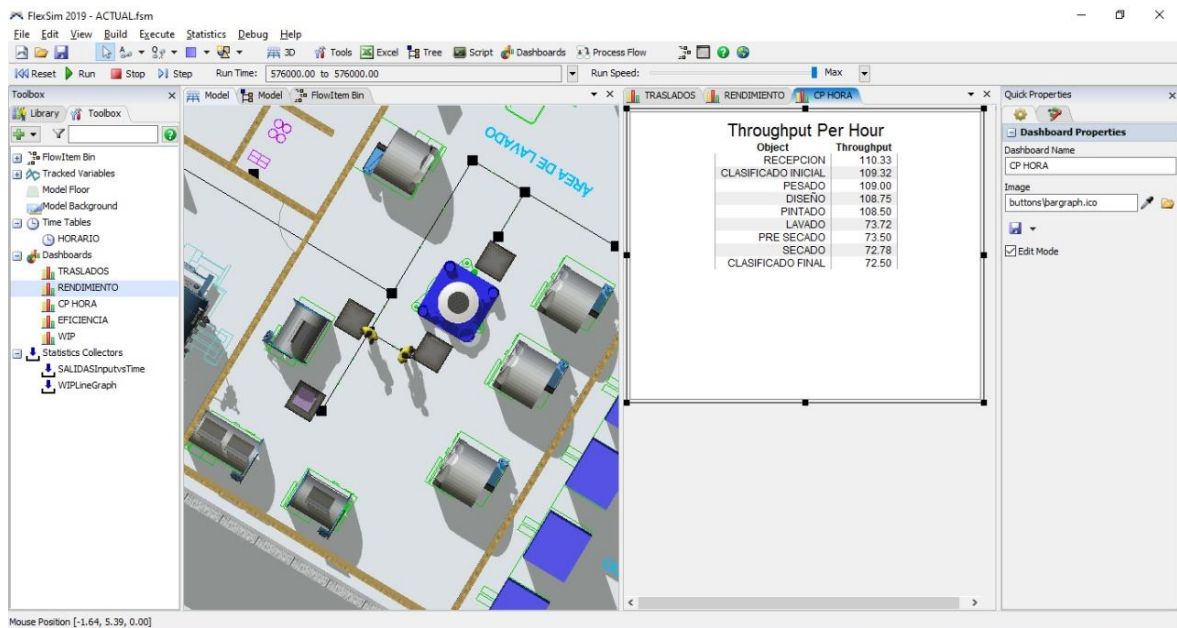 FlexSim 2019 - ACTUAL.fsm
File Edit View Build Execute Statistics Debug Help
3D Tools Excel Tree Script Dashboards Process Flow
Reset Run Stop Step Run Time: 576000.00 to 576000.00 Run Speed: Max
Toolbox
Library Toolbox
FlowItem Bin
Tracked Variables
Model Floor
Model Background
Time Tables
HORARIO
Dashboards
TRASLADOS
RENDIMIENTO
CP HORA
EFICIENCIA
WIP
Statistics Collectors
SALIDASInputvsTime
WIPLineGraph
Model Model FlowItem Bin
ÁREA DE LAVADO
TRASLADOS RENDIMIENTO CP HORA
Throughput Per Hour
Object Throughput
RECEPCION 110.33
CLASIFICADO INICIAL 109.32
PESADO 109.00
DISEÑO 108.75
PINTADO 108.50
LAVADO 73.72
PRE SECADO 73.50
SECADO 72.78
CLASIFICADO FINAL 72.50
Quick Properties
Dashboard Properties
Dashboard Name
CP HORA
Image
buttons\bargraph.ico
Edit Mode
Mouse Position [-1.64, 5.39, 0.00]